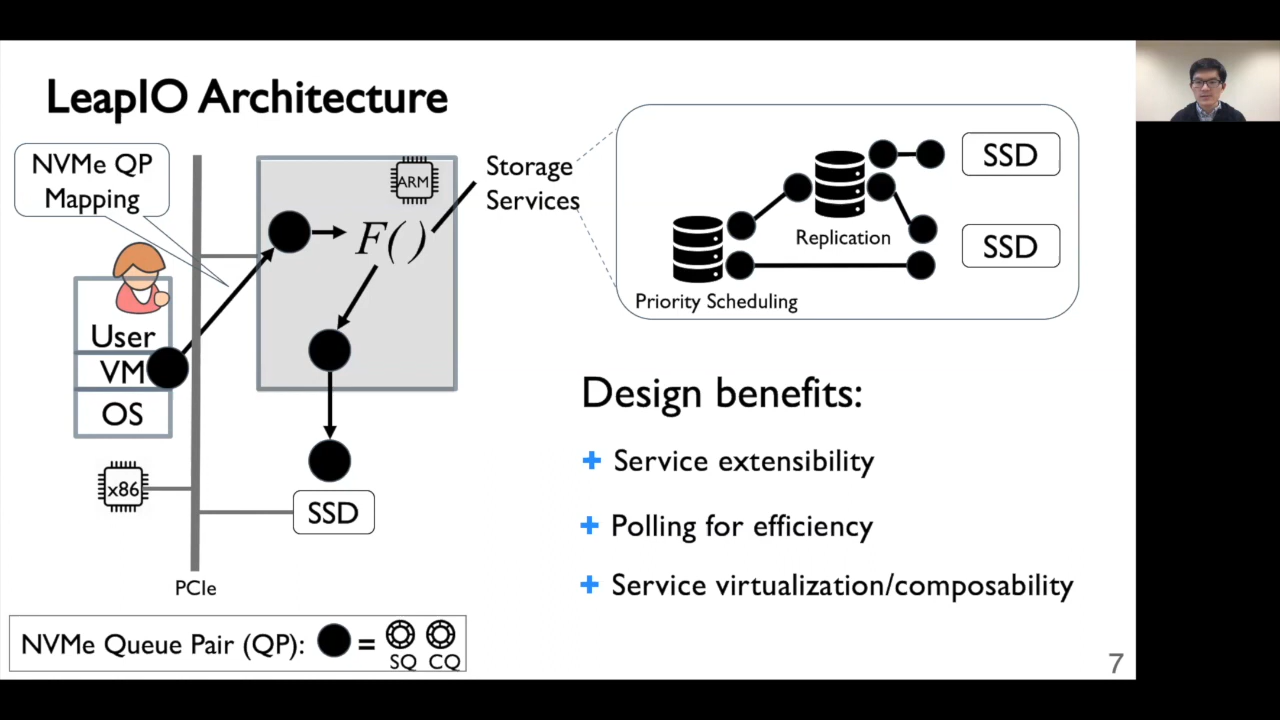 LeapIO Architecture
NVMe QP
Mapping
ARM
F()
Storage
Services
SSD
Replication
SSD
Priority Scheduling
User
VM
OS
x86
SSD
PCIe
Design benefits:
+ Service extensibility
+ Polling for efficiency
+ Service virtualization/composability
NVMe Queue Pair (QP): =
SQ CQ
7